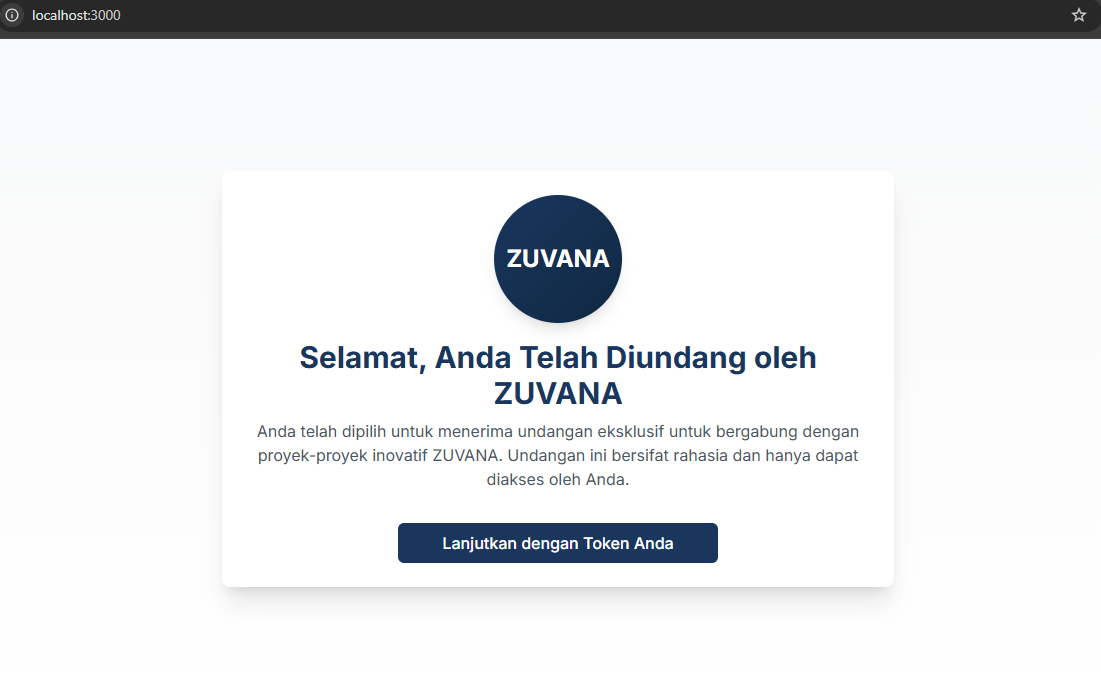 localhost:3000
ZUVANA
Selamat, Anda Telah Diundang oleh
ZUVANA
Anda telah dipilih untuk menerima undangan eksklusif untuk bergabung dengan
proyek-proyek inovatif ZUVANA. Undangan ini bersifat rahasia dan hanya dapat
diakses oleh Anda.
Lanjutkan dengan Token Anda